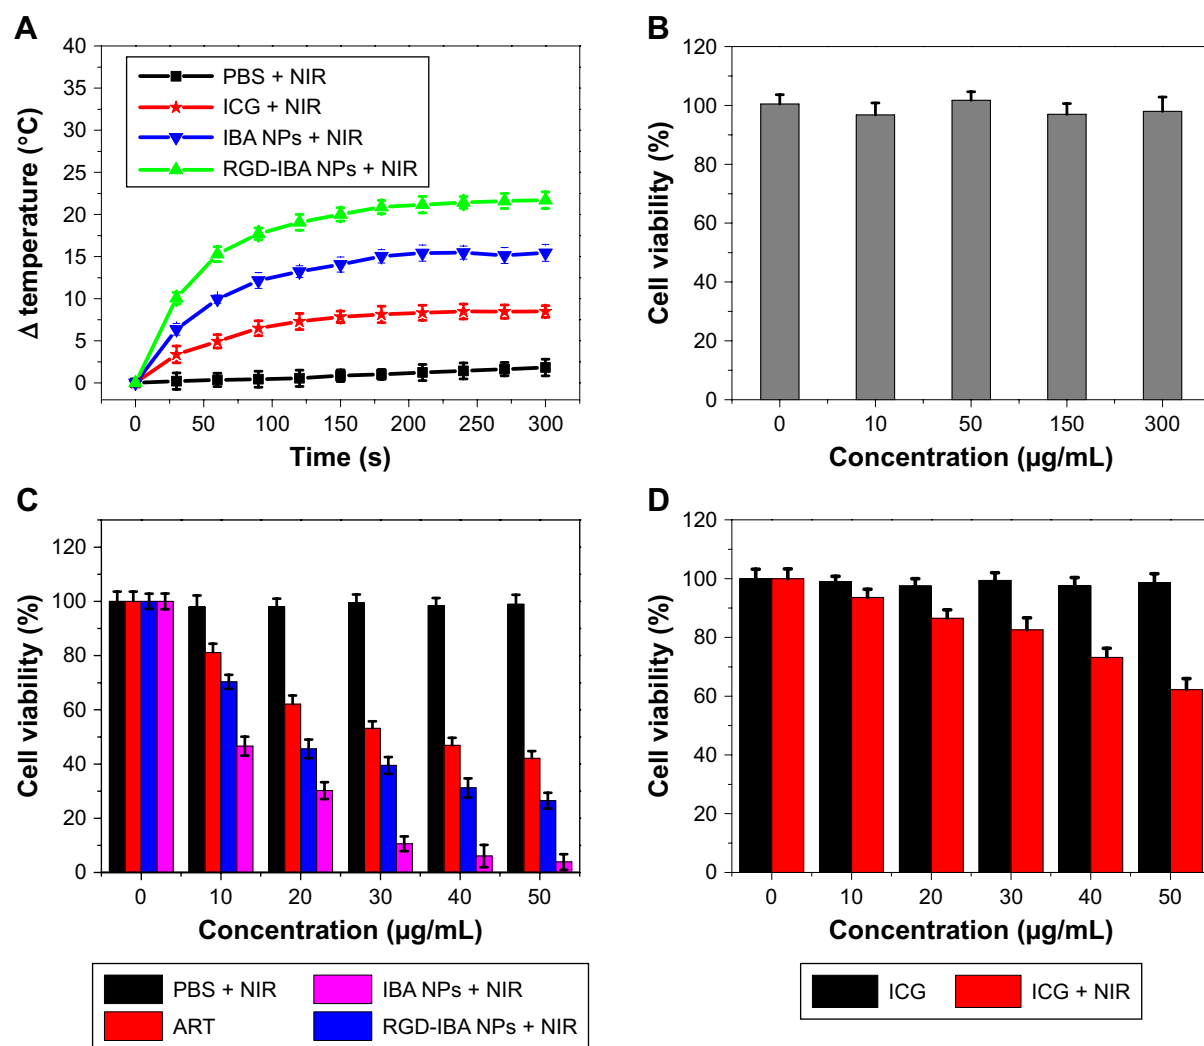 A
40
35
30
25
20
15
10
5
0
Δ temperature (°C)
PBS + NIR
ICG + NIR
IBA NPs + NIR
RGD-IBA NPs + NIR
0 50 100 150 200 250 300
Time (s)
B
120
100
80
60
40
20
0
Cell viability (%)
0 10 50 150 300
Concentration (µg/mL)
C
120
100
80
60
40
20
0
Cell viability (%)
0 10 20 30 40 50
Concentration (µg/mL)
PBS + NIR
ART
IBA NPs + NIR
RGD-IBA NPs + NIR
D
120
100
80
60
40
20
0
Cell viability (%)
0 10 20 30 40 50
Concentration (µg/mL)
ICG
ICG + NIR